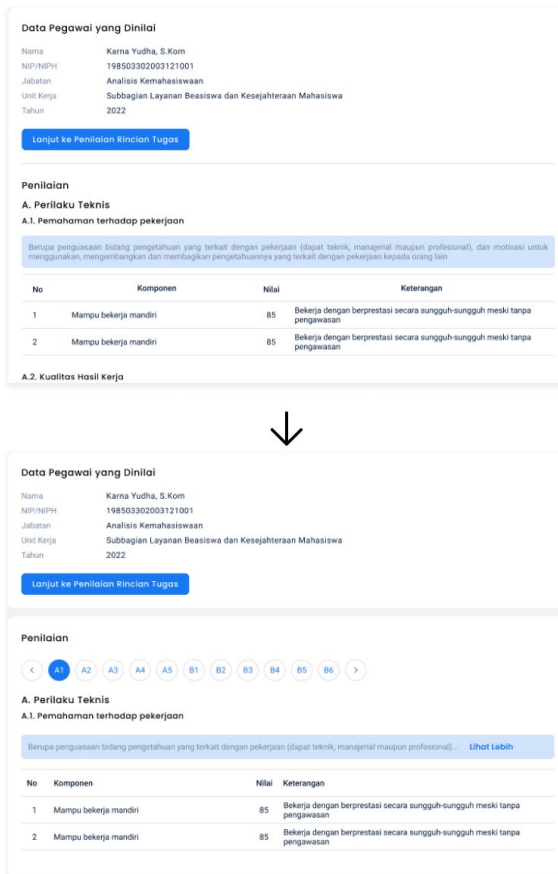 Data Pegawai yang Dinilai
Nama Karna Yudha, S.Kom
NIP/NIPH 198503302003121001
Jabatan Analisis Kemahasiswaan
Unit Kerja Subbagian Layanan Beasiswa dan Kesejahteraan Mahasiswa
Tahun 2022
Lanjut ke Penilaian Rincian Tugas
Penilaian
A. Perilaku Teknis
A.1. Pemahaman terhadap pekerjaan
Berupa penguasaan bidang pengetahuan yang terkait dengan pekerjaan (dapat teknik, manajerial maupun profesional), dan motivasi untuk
menggunakan, mengembangkan dan membagikan pengetahuannya yang terkait dengan pekerjaan kepada orang lain
No Komponen Nilai Keterangan
1 Mampu bekerja mandiri 85 Bekerja dengan berprestasi secara sungguh-sungguh meski tanpa
pengawasan
2 Mampu bekerja mandiri 85 Bekerja dengan berprestasi secara sungguh-sungguh meski tanpa
pengawasan
A.2. Kualitas Hasil Kerja
Data Pegawai yang Dinilai
Nama Karna Yudha, S.Kom
NIP/NIPH 198503302003121001
Jabatan Analisis Kemahasiswaan
Unit Kerja Subbagian Layanan Beasiswa dan Kesejahteraan Mahasiswa
Tahun 2022
Lanjut ke Penilaian Rincian Tugas
Penilaian
< A1 A2 A3 A4 A5 B1 B2 B3 B4 B5 B6 >
A. Perilaku Teknis
A.1. Pemahaman terhadap pekerjaan
Berupa penguasaan bidang pengetahuan yang terkait dengan pekerjaan (dapat teknik, manajerial maupun profesional)... Lihat Lebih
No Komponen Nilai Keterangan
1 Mampu bekerja mandiri 85 Bekerja dengan berprestasi secara sungguh-sungguh meski tanpa
pengawasan
2 Mampu bekerja mandiri 85 Bekerja dengan berprestasi secara sungguh-sungguh meski tanpa
pengawasan